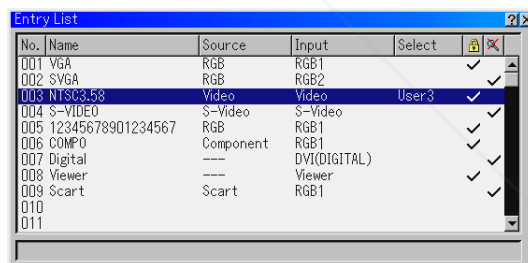 Entry List
No. Name Source Input Select
001 VGA RGB RGB1
002 SVGA RGB RGB2
003 NTSC3.58 Video Video User3
004 S-VIDEO S-Video S-Video
005 12345678901234567 RGB RGB1
006 COMPO Component RGB1
007 Digital --- DVI(DIGITAL)
008 Viewer --- Viewer
009 Scart Scart RGB1
010
011